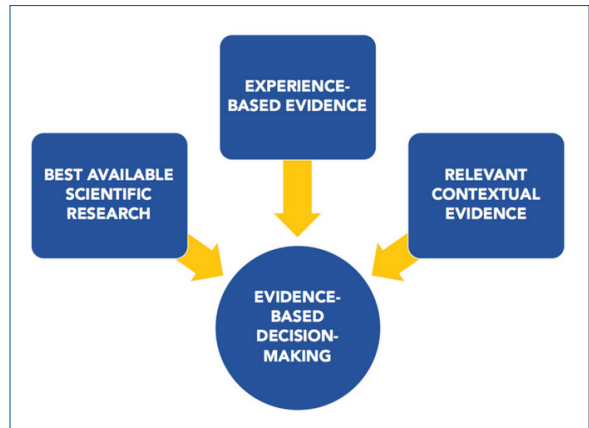 EXPERIENCE-
BASED EVIDENCE
BEST AVAILABLE
SCIENTIFIC
RESEARCH
RELEVANT
CONTEXTUAL
EVIDENCE
EVIDENCE-
BASED
DECISION-
MAKING